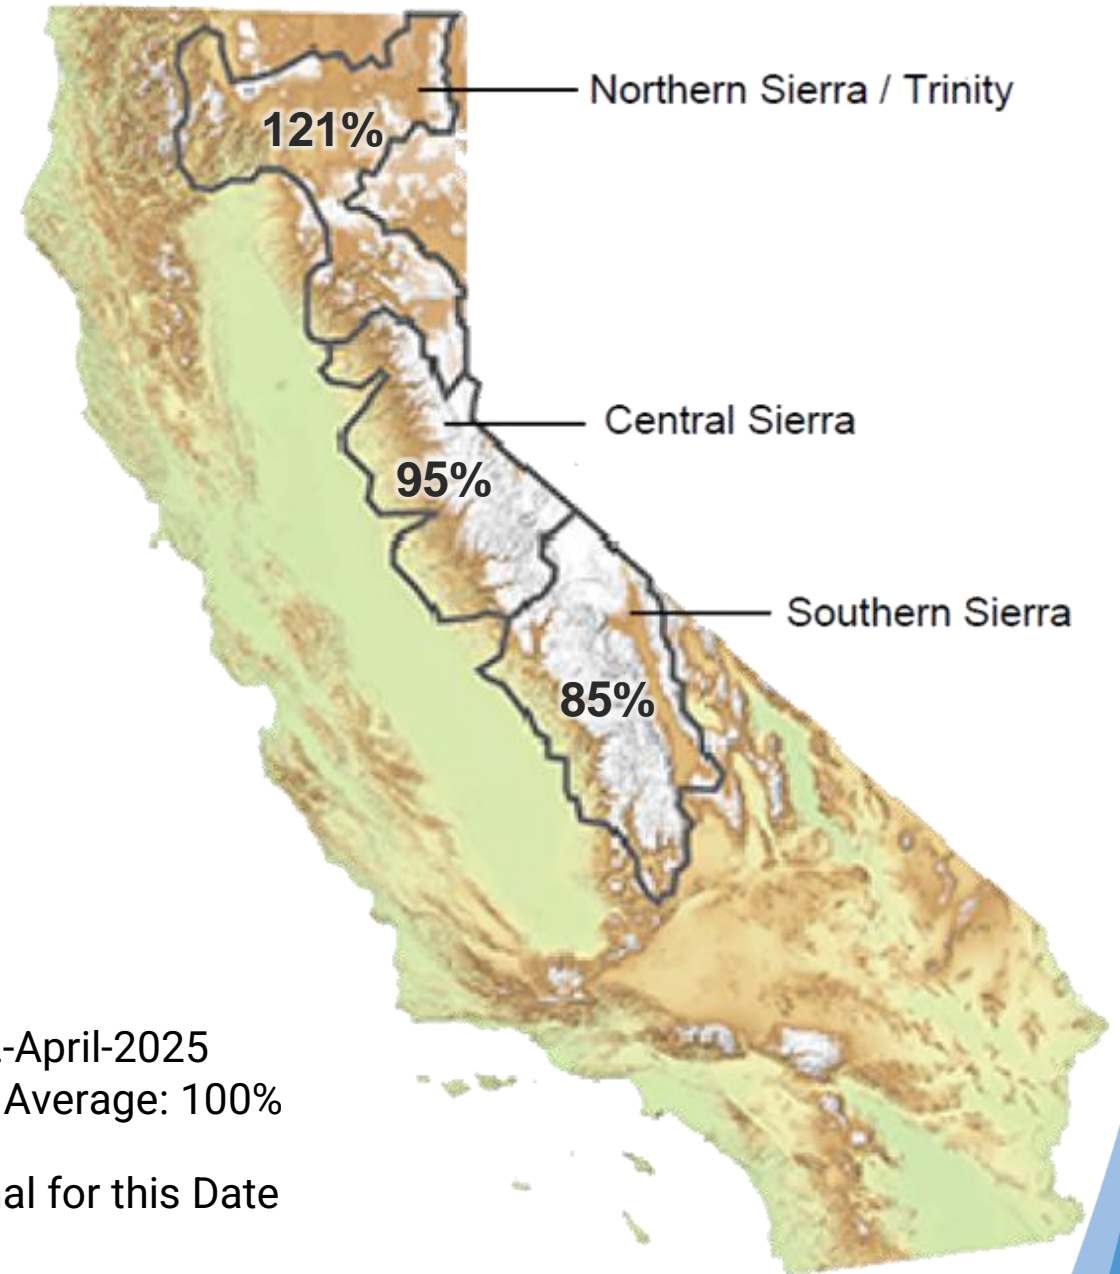 Northern Sierra / Trinity
121%
Central Sierra
95%
Southern Sierra
85%
-April-2025
Average: 100%
al for this Date